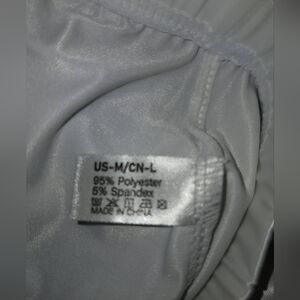 US-M/CN-L
95% Polyester
5% Spandex
MADE IN CHINA